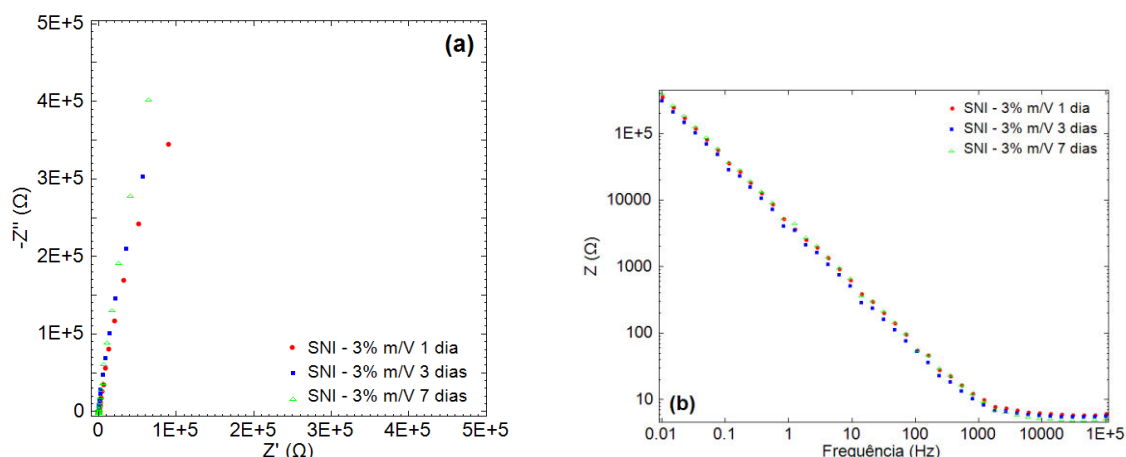 (a)
5E+5
4E+5
3E+5
2E+5
1E+5
0
-Z'' (Ω)
SNI - 3% m/V 1 dia
SNI - 3% m/V 3 dias
SNI - 3% m/V 7 dias
0 1E+5 2E+5 3E+5 4E+5 5E+5
Z' (Ω)
SNI - 3% m/V 1 dia
SNI - 3% m/V 3 dias
SNI - 3% m/V 7 dias
1E+5
10000
1000
100
10
Z (Ω)
(b)
0.01 0.1 1 10 100 1000 10000 1E+5
Frequência (Hz)